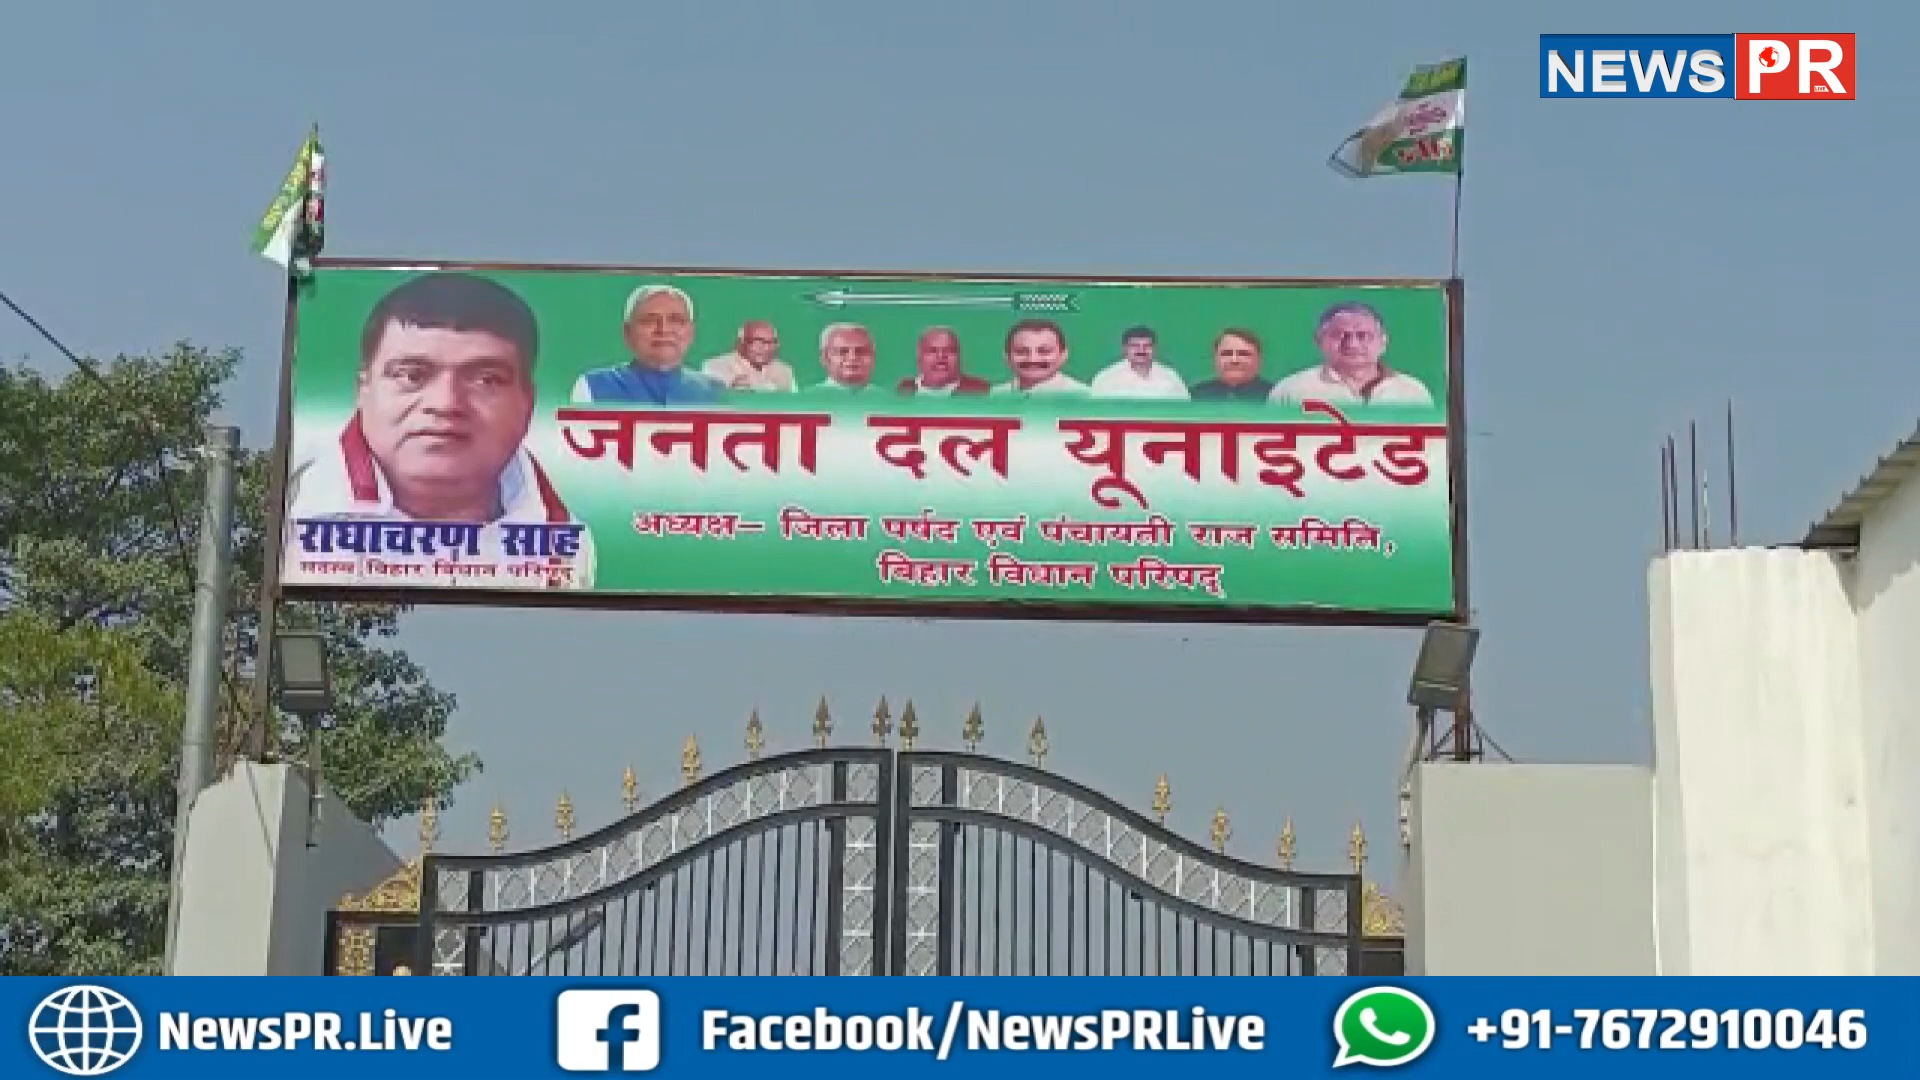 NEWS PR
जनता दल यूनाइटेड
राधाचरण साह
सदस्य, बिहार विधान परिषद्
अध्यक्ष– जिला पर्षद एवं पंचायती राज समिति,
बिहार विधान परिषद्
NewsPR.Live
Facebook/NewsPRLive
+91-7672910046